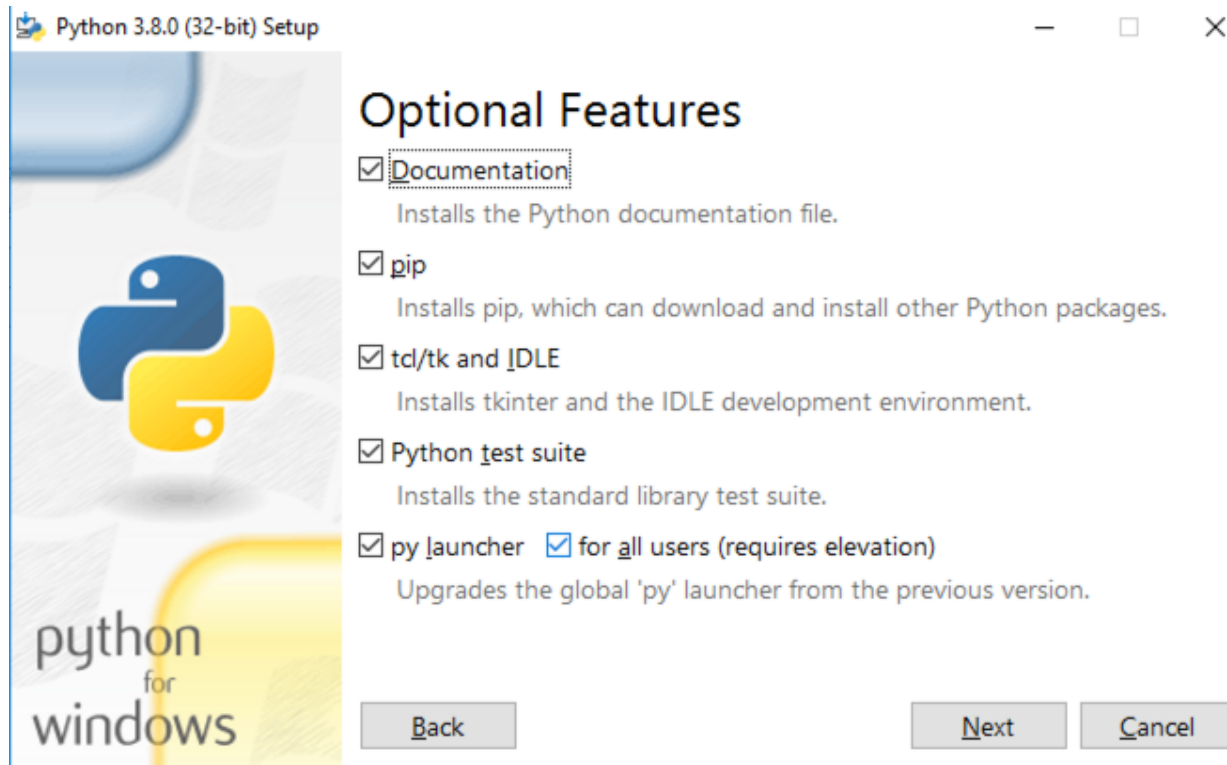 Python 3.8.0 (32-bit) Setup
Optional Features
Documentation
Installs the Python documentation file.
pip
Installs pip, which can download and install other Python packages.
tcl/tk and IDLE
Installs tkinter and the IDLE development environment.
Python test suite
Installs the standard library test suite.
py launcher for all users (requires elevation)
Upgrades the global 'py' launcher from the previous version.
python
for
windows
Back Next Cancel